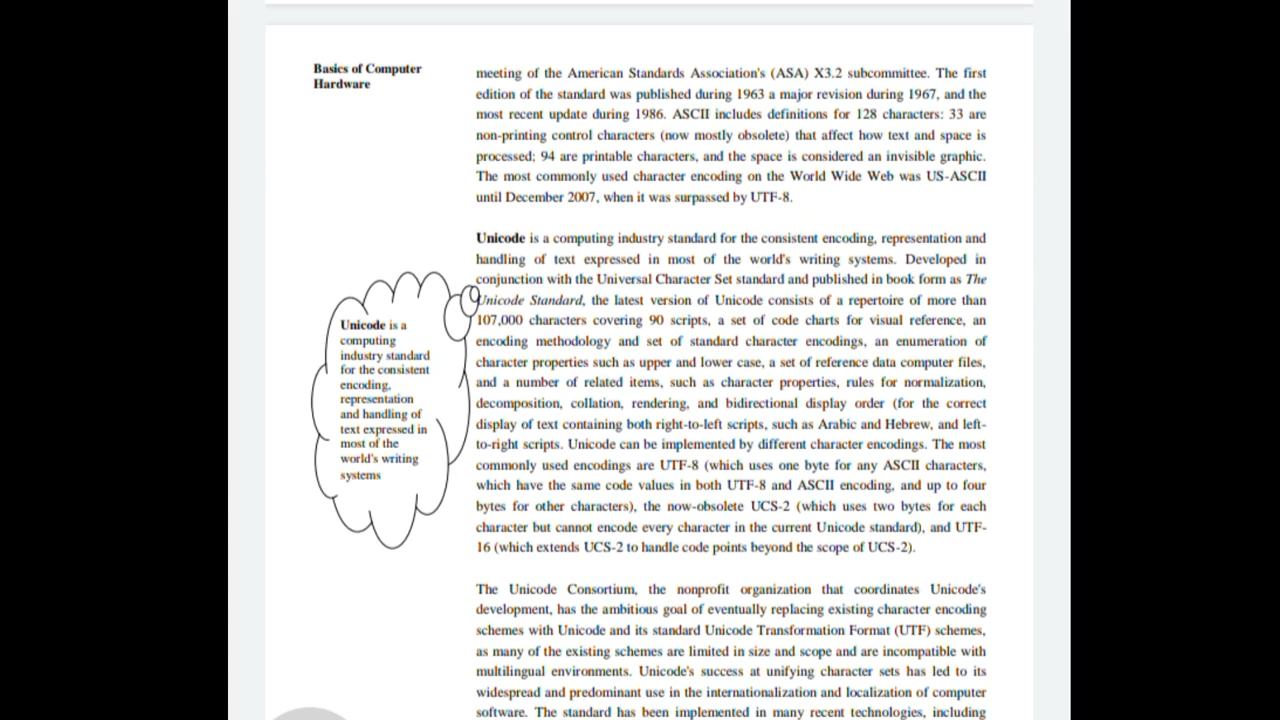 Basics of Computer
Hardware
meeting of the American Standards Association's (ASA) X3.2 subcommittee. The first
edition of the standard was published during 1963 a major revision during 1967, and the
most recent update during 1986. ASCII includes definitions for 128 characters: 33 are
non-printing control characters (now mostly obsolete) that affect how text and space is
processed; 94 are printable characters, and the space is considered an invisible graphic.
The most commonly used character encoding on the World Wide Web was US-ASCII
until December 2007, when it was surpassed by UTF-8.
Unicode is a computing industry standard for the consistent encoding, representation and
handling of text expressed in most of the world's writing systems. Developed in
conjunction with the Universal Character Set standard and published in book form as The
Unicode Standard, the latest version of Unicode consists of a repertoire of more than
107,000 characters covering 90 scripts, a set of code charts for visual reference, an
encoding methodology and set of standard character encodings, an enumeration of
character properties such as upper and lower case, a set of reference data computer files,
and a number of related items, such as character properties, rules for normalization,
decomposition, collation, rendering, and bidirectional display order (for the correct
display of text containing both right-to-left scripts, such as Arabic and Hebrew, and left-
to-right scripts. Unicode can be implemented by different character encodings. The most
commonly used encodings are UTF-8 (which uses one byte for any ASCII characters,
which have the same code values in both UTF-8 and ASCII encoding, and up to four
bytes for other characters), the now-obsolete UCS-2 (which uses two bytes for each
character but cannot encode every character in the current Unicode standard), and UTF-
16 (which extends UCS-2 to handle code points beyond the scope of UCS-2).
Unicode is a
computing
industry standard
for the consistent
encoding,
representation
and handling of
text expressed in
most of the
world's writing
systems
The Unicode Consortium, the nonprofit organization that coordinates Unicode's
development, has the ambitious goal of eventually replacing existing character encoding
schemes with Unicode and its standard Unicode Transformation Format (UTF) schemes,
as many of the existing schemes are limited in size and scope and are incompatible with
multilingual environments. Unicode's success at unifying character sets has led to its
widespread and predominant use in the internationalization and localization of computer
software. The standard has been implemented in many recent technologies, including